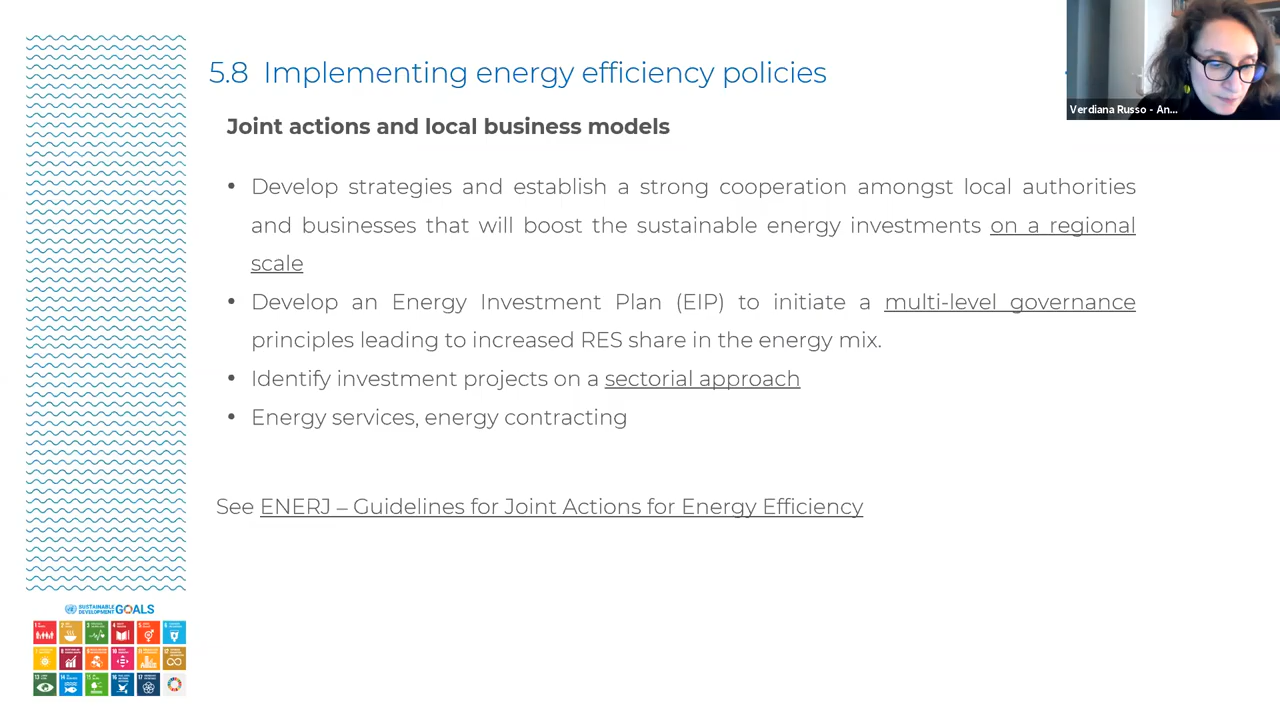 5.8 Implementing energy efficiency policies
Verdiana Russo - An...
Joint actions and local business models
• Develop strategies and establish a strong cooperation amongst local authorities
and businesses that will boost the sustainable energy investments on a regional
scale
• Develop an Energy Investment Plan (EIP) to initiate a multi-level governance
principles leading to increased RES share in the energy mix.
• Identify investment projects on a sectorial approach
• Energy services, energy contracting
See ENERJ – Guidelines for Joint Actions for Energy Efficiency
SUSTAINABLE
DEVELOPMENT
GOALS